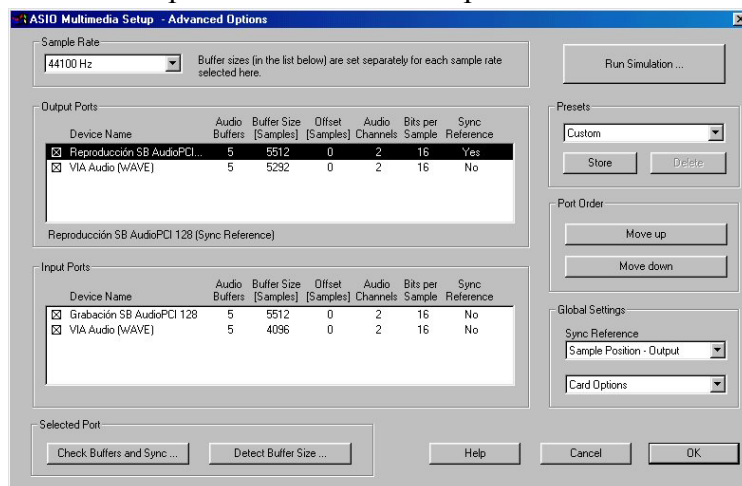 ASIO Multimedia Setup - Advanced Options
Sample Rate
44100 Hz
Buffer sizes (in the list below) are set separately for each sample rate
selected here.
Run Simulation ...
Output Ports
Device Name Audio Buffers Buffer Size [Samples] Offset [Samples] Audio Channels Bits per Sample Sync Reference
Reproducción SB AudioPCI... 5 5512 0 2 16 Yes
VIA Audio (WAVE) 5 5292 0 2 16 No
Reproducción SB AudioPCI 128 (Sync Reference)
Presets
Custom
Store Delete
Port Order
Move up
Move down
Input Ports
Device Name Audio Buffers Buffer Size [Samples] Offset [Samples] Audio Channels Bits per Sample Sync Reference
Grabación SB AudioPCI 128 5 5512 0 2 16 No
VIA Audio (WAVE) 5 4096 0 2 16 No
Global Settings
Sync Reference
Sample Position - Output
Card Options
Selected Port
Check Buffers and Sync ... Detect Buffer Size ...
Help Cancel OK